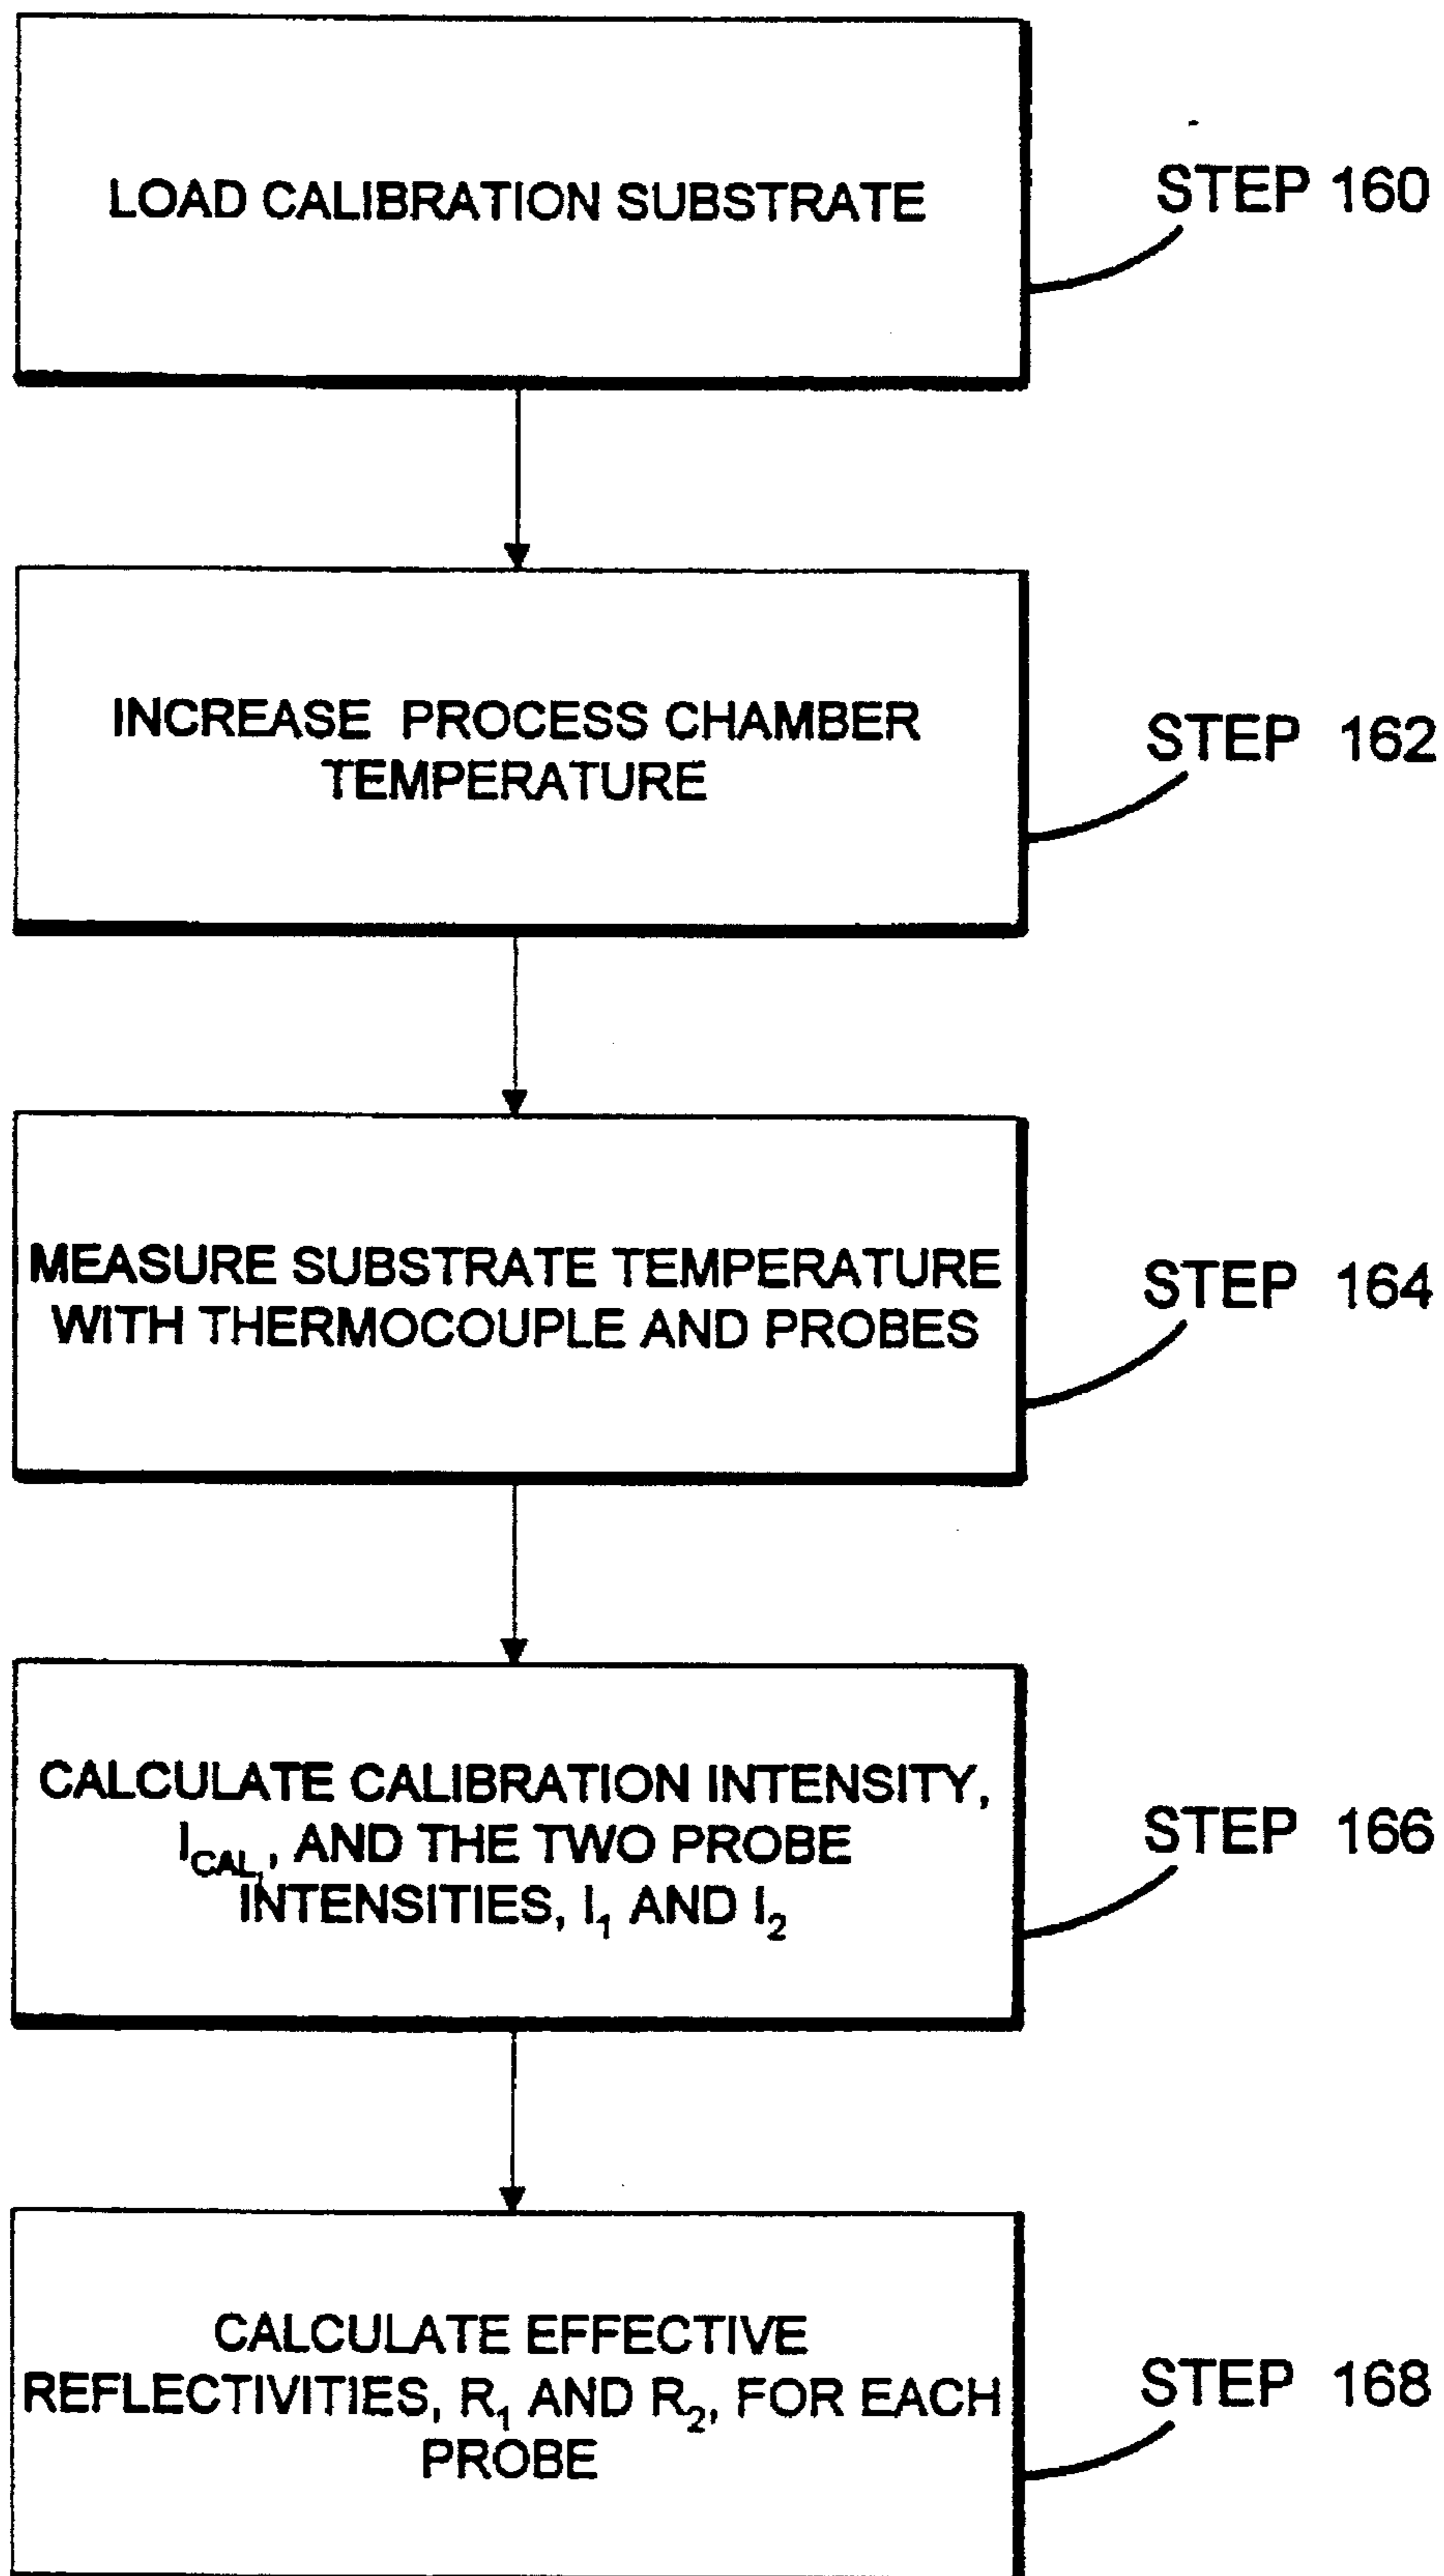 LOAD CALIBRATION SUBSTRATE
STEP 160
INCREASE PROCESS CHAMBER
TEMPERATURE
STEP 162
MEASURE SUBSTRATE TEMPERATURE
WITH THERMOCOUPLE AND PROBES
STEP 164
CALCULATE CALIBRATION INTENSITY,
I_CAL,, AND THE TWO PROBE
INTENSITIES, I₁ AND I₂
STEP 166
CALCULATE EFFECTIVE
REFLECTIVITIES, R₁ AND R₂, FOR EACH
PROBE
STEP 168